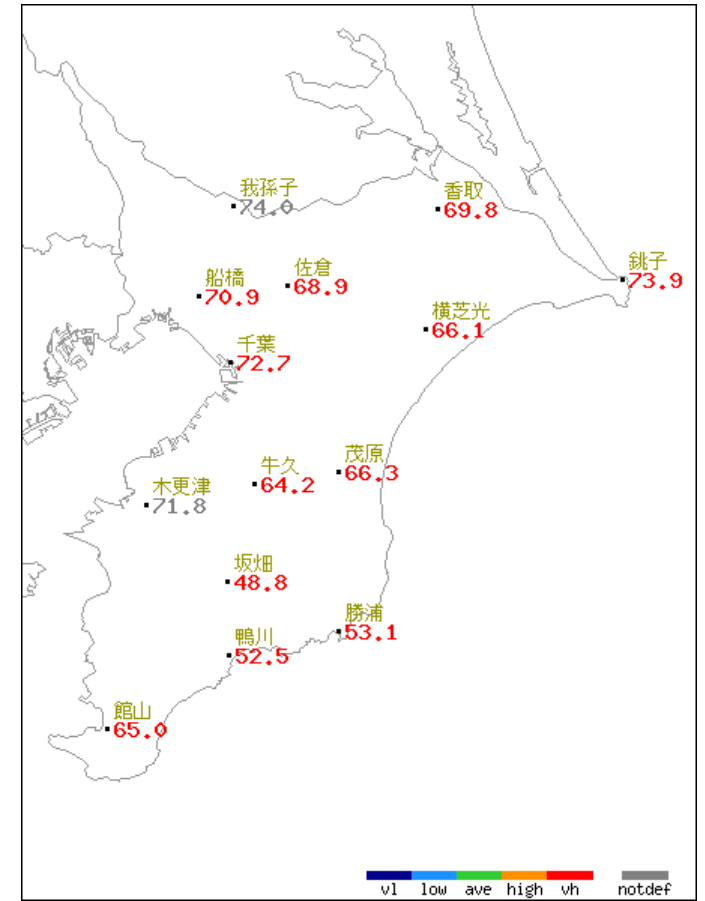 我孫子
74.0
香取
69.8
銚子
73.9
船橋
70.9
佐倉
68.9
横芝光
66.1
千葉
72.7
牛久
64.2
茂原
66.3
木更津
71.8
坂畑
48.8
勝浦
53.1
鴨川
52.5
館山
65.0
vl low ave high vh notdef